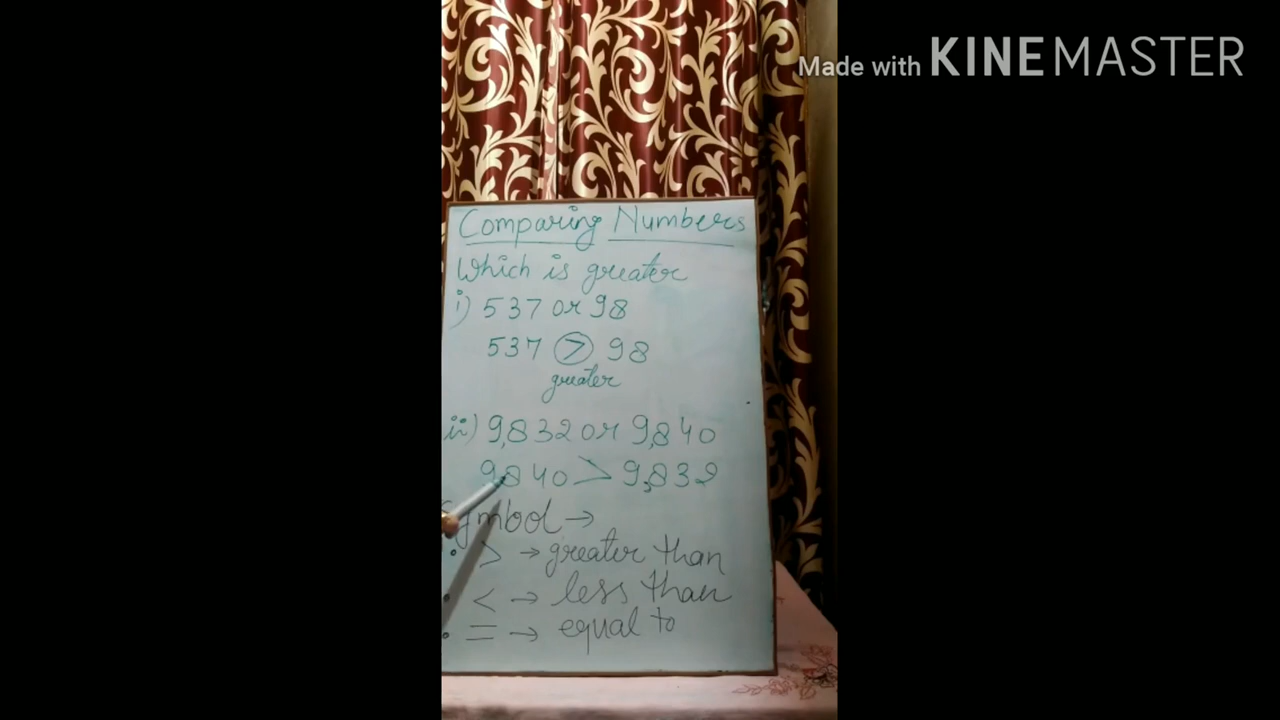 Made with KINEMASTER
Comparing Numbers
Which is greater
i) 537 or 98
537 > 98
greater
ii) 9,832 or 9,840
9,840 > 9,832
Symbol →
• > → greater than
• < → less than
• = → equal to